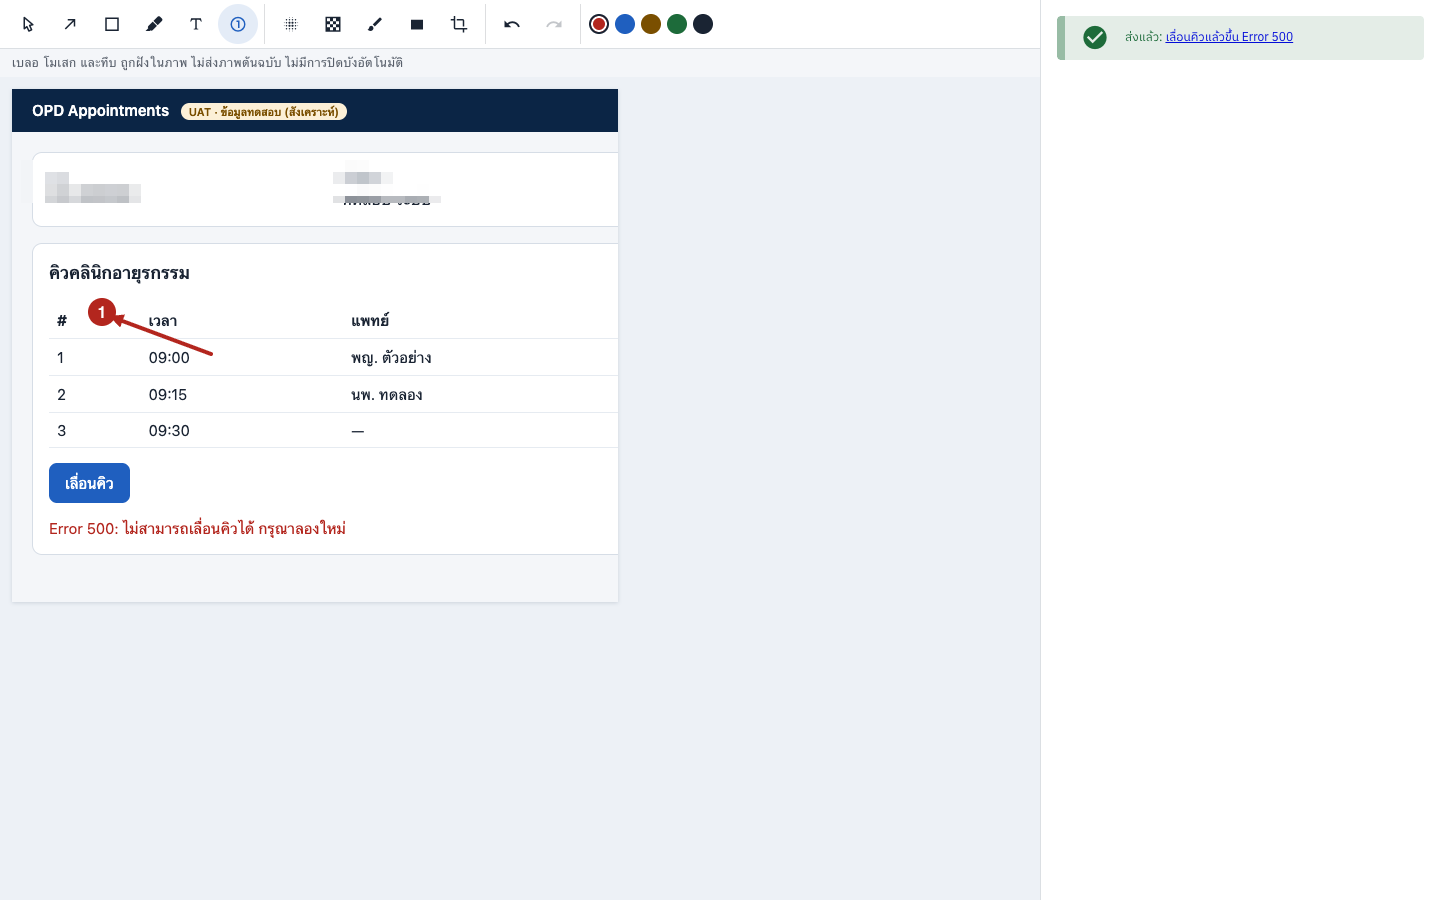 เบลอ โมเสก และทึบ ถูกฝังในภาพ ไม่ส่งภาพต้นฉบับ ไม่มีการปิดบังอัตโนมัติ
ส่งแล้ว: เลื่อนคิวแล้วขึ้น Error 500
OPD Appointments UAT · ข้อมูลทดสอบ (สังเคราะห์)
คิวคลินิกอายุรกรรม
1
# เวลา แพทย์
1 09:00 พญ. ตัวอย่าง
2 09:15 นพ. ทดลอง
3 09:30 —
เลื่อนคิว
Error 500: ไม่สามารถเลื่อนคิวได้ กรุณาลองใหม่